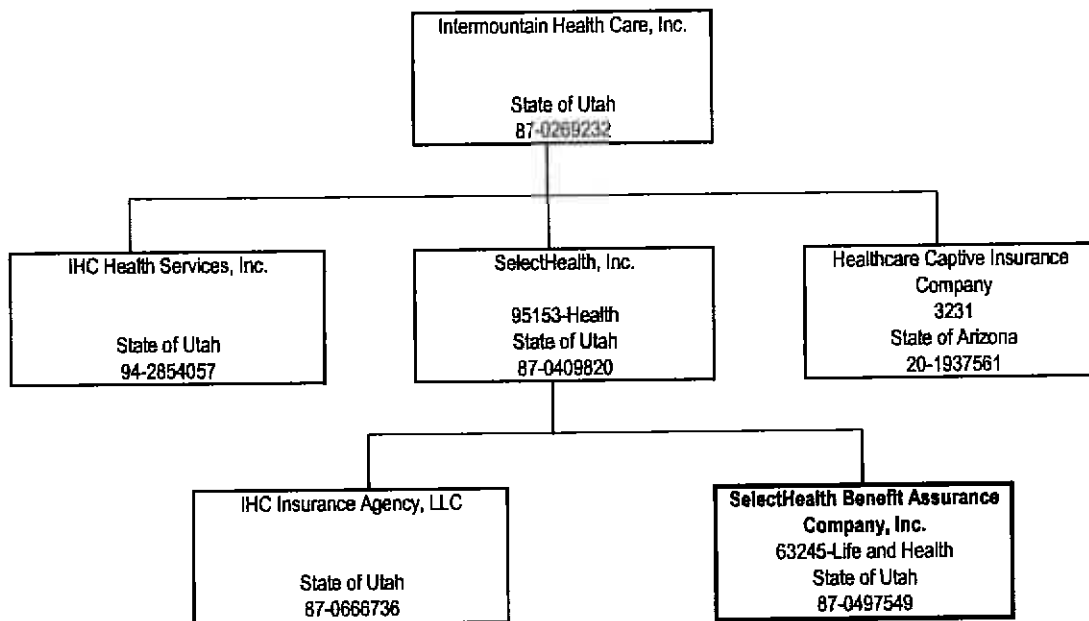 Intermountain Health Care, Inc.
State of Utah
87-0269232
IHC Health Services, Inc.
State of Utah
94-2854057
SelectHealth, Inc.
95153-Health
State of Utah
87-0409820
Healthcare Captive Insurance
Company
3231
State of Arizona
20-1937561
IHC Insurance Agency, LLC
State of Utah
87-0666736
SelectHealth Benefit Assurance
Company, Inc.
63245-Life and Health
State of Utah
87-0497549